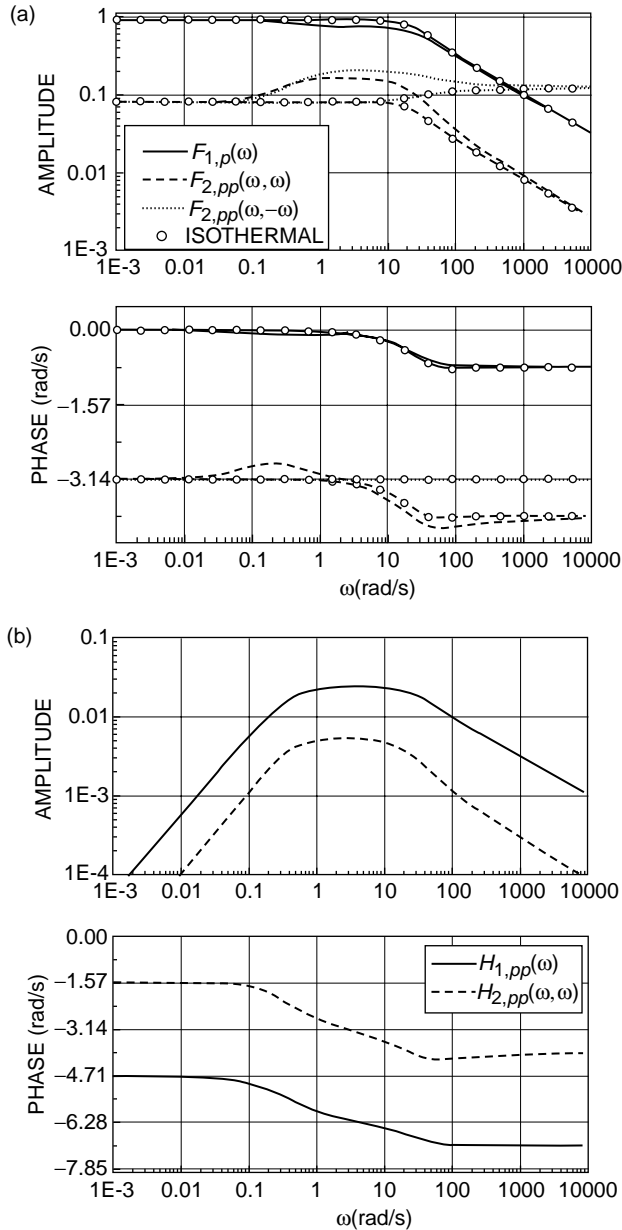 (a)
1
0.1
0.01
1E-3
AMPLITUDE
F1,p(ω)
F2,pp(ω, ω)
F2,pp(ω,−ω)
ISOTHERMAL
1E-3 0.01 0.1 1 10 100 1000 10000
0.00
−1.57
−3.14
PHASE (rad/s)
1E-3 0.01 0.1 1 10 100 1000 10000
ω(rad/s)
(b)
0.1
0.01
1E-3
1E-4
AMPLITUDE
1E-3 0.01 0.1 1 10 100 1000 10000
0.00
−1.57
−3.14
−4.71
−6.28
−7.85
PHASE (rad/s)
H1,pp(ω)
H2,pp(ω,ω)
1E-3 0.01 0.1 1 10 100 1000 10000
ω(rad/s)